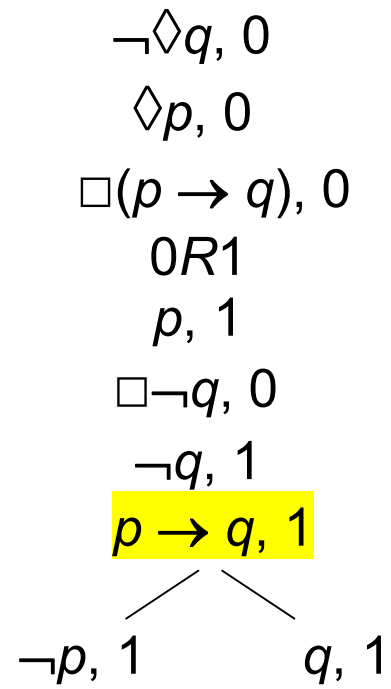 ¬◊q, 0
◊p, 0
□(p → q), 0
0R1
p, 1
□¬q, 0
¬q, 1
p → q, 1
¬p, 1 q, 1